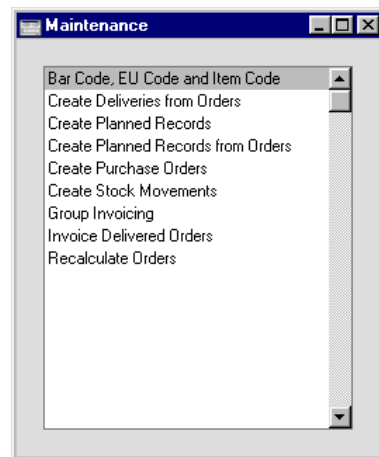 Maintenance
Bar Code, EU Code and Item Code
Create Deliveries from Orders
Create Planned Records
Create Planned Records from Orders
Create Purchase Orders
Create Stock Movements
Group Invoicing
Invoice Delivered Orders
Recalculate Orders